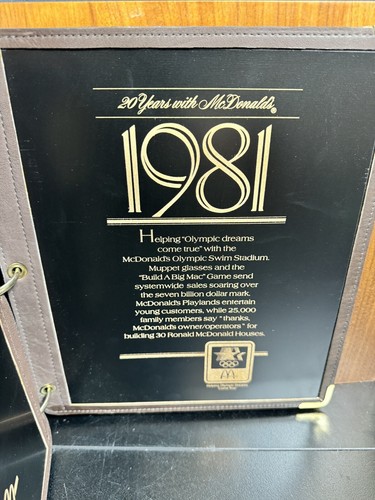 20 Years with McDonald's®
1981
Helping "Olympic dreams
come true" with the
McDonald's Olympic Swim Stadium.
Muppet glasses and the
"Build A Big Mac" Game send
systemwide sales soaring over
the seven billion dollar mark.
McDonald's Playlands entertain
young customers, while 25,000
family members say "thanks,
McDonald's owner/operators" for
building 30 Ronald McDonald Houses.